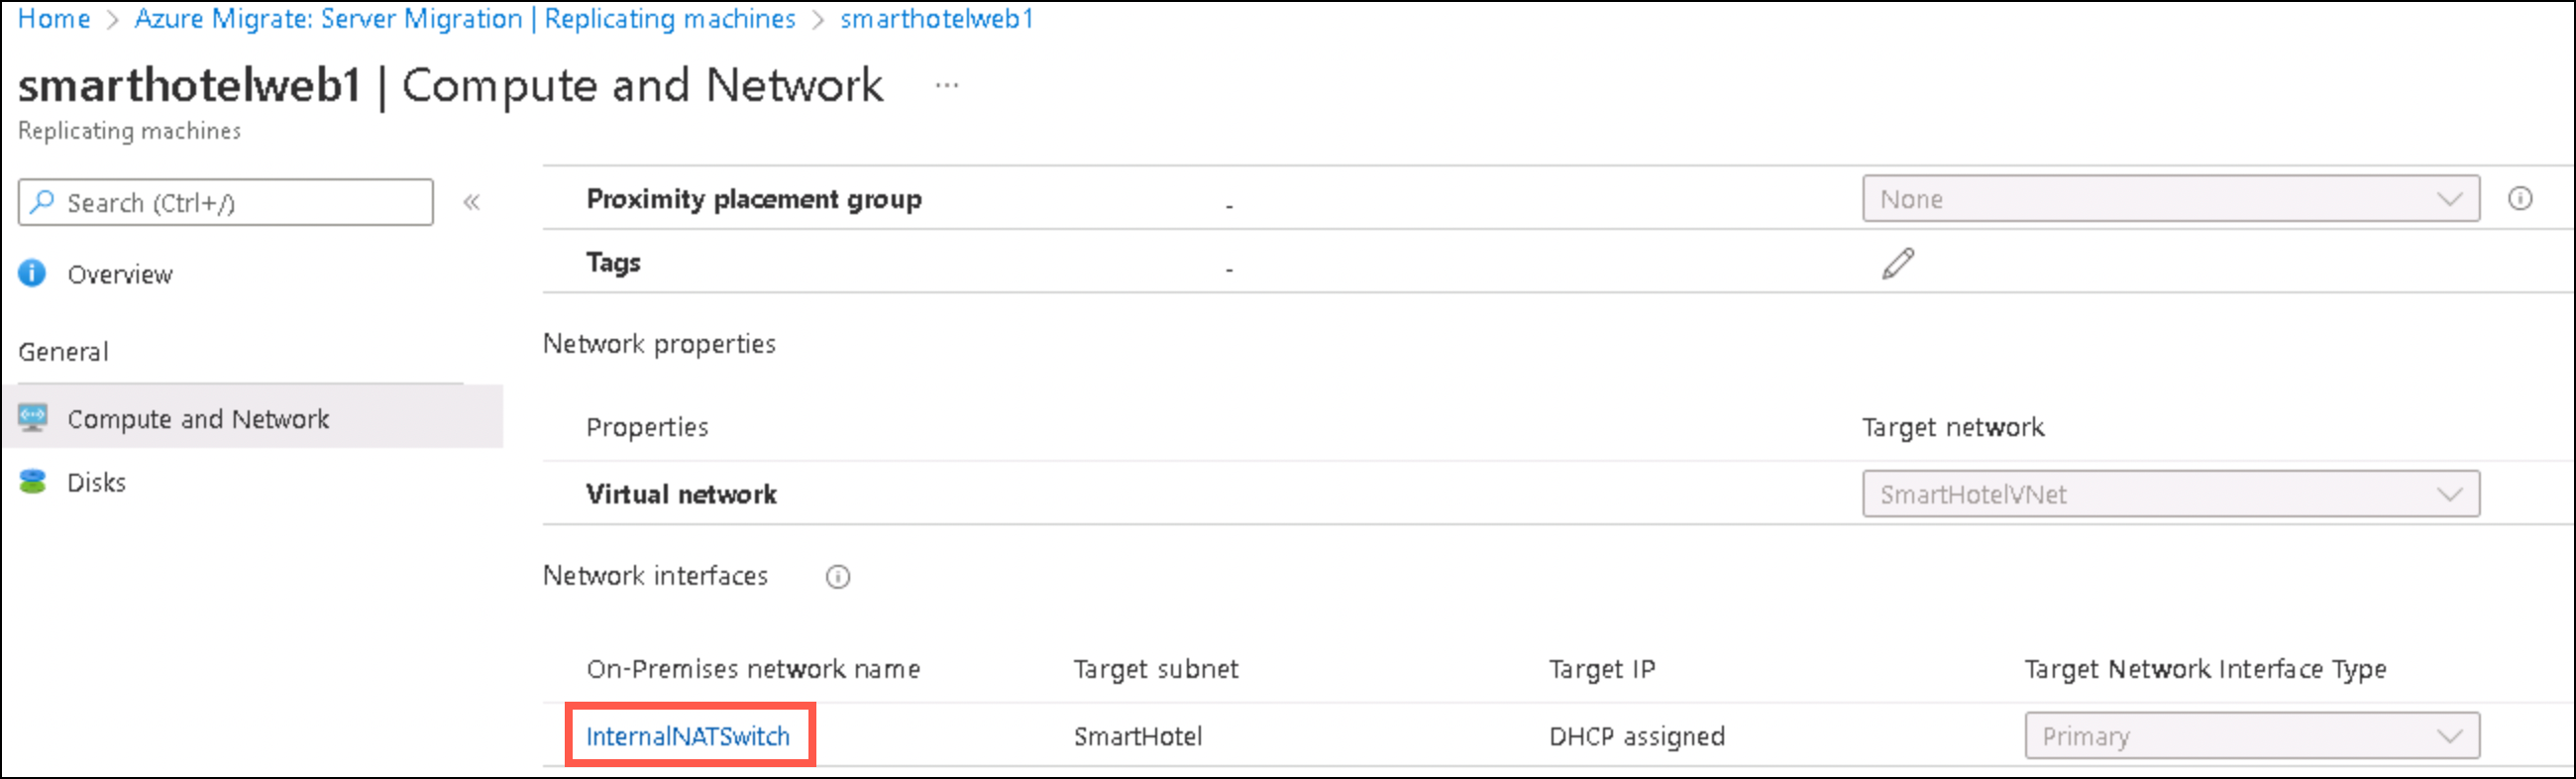 Home > Azure Migrate: Server Migration | Replicating machines > smarthotelweb1
smarthotelweb1 | Compute and Network ...
Replicating machines
Search (Ctrl+/) «
Overview
General
Compute and Network
Disks
Proximity placement group - None
Tags -
Network properties
Properties Target network
Virtual network SmartHotelVNet
Network interfaces
On-Premises network name Target subnet Target IP Target Network Interface Type
InternalNATSwitch SmartHotel DHCP assigned Primary